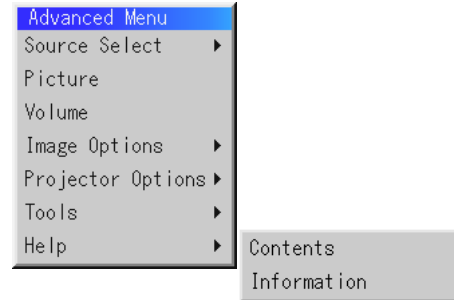 Advanced Menu
Source Select
Picture
Volume
Image Options
Projector Options
Tools
Help
Contents
Information